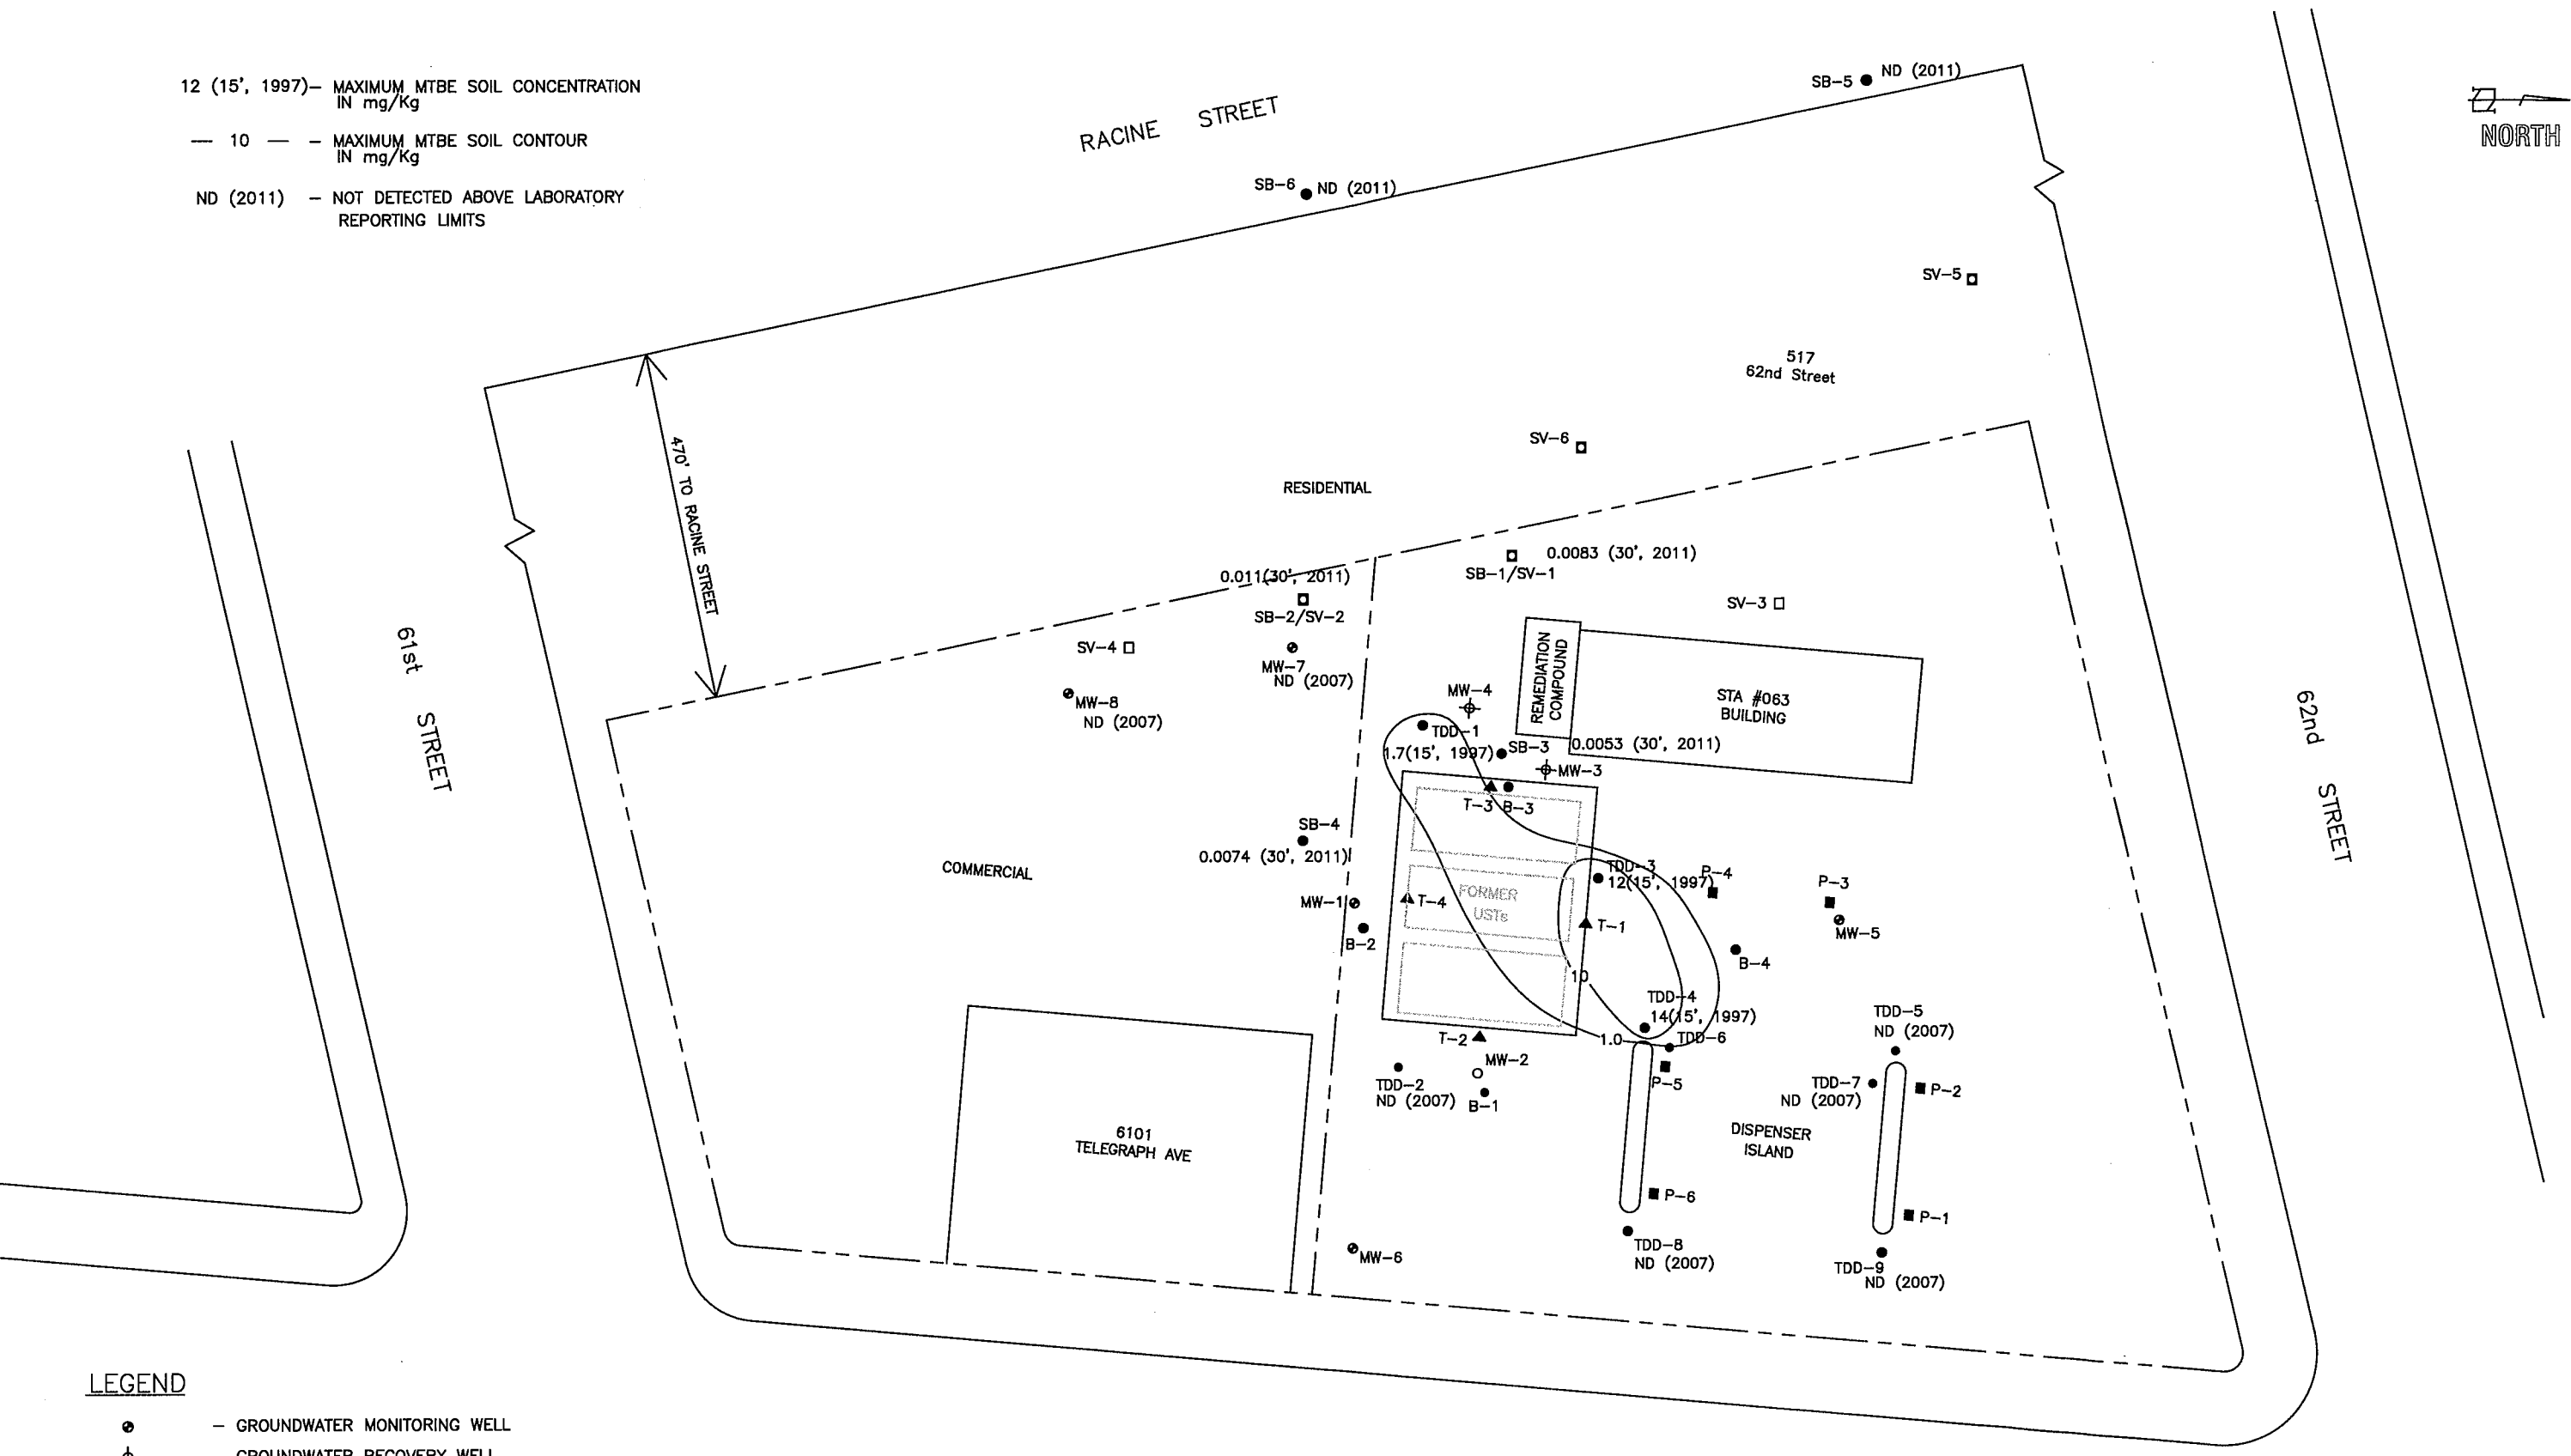 12 (15', 1997)— MAXIMUM MTBE SOIL CONCENTRATION
IN mg/Kg
— 10 — — MAXIMUM MTBE SOIL CONTOUR
IN mg/Kg
ND (2011) — NOT DETECTED ABOVE LABORATORY
REPORTING LIMITS
RACINE STREET
SB-5 ND (2011)
NORTH
SB-6 ND (2011)
SV-5
517
62nd Street
SV-6
RESIDENTIAL
470' TO RACINE STREET
0.0083 (30', 2011)
SB-1/SV-1
0.011(30', 2011)
SB-2/SV-2
SV-3
SV-4
MW-7
ND (2007)
MW-8
ND (2007)
MW-4
REMEDIATION
COMPOUND
STA #063
BUILDING
61st STREET
62nd STREET
TDD-1
1.7(15', 1997)
SB-3 0.0053 (30', 2011)
MW-3
T-3 B-3
SB-4
0.0074 (30', 2011)
COMMERCIAL
TDD-3
12(15', 1997)
P-4
P-3
MW-5
MW-1
T-4
FORMER
USTs
T-1
B-2
B-4
10
TDD-4
14(15', 1997)
1.0
TDD-6
T-2
MW-2
P-5
TDD-2
ND (2007)
B-1
TDD-5
ND (2007)
TDD-7
ND (2007)
P-2
DISPENSER
ISLAND
6101
TELEGRAPH AVE
P-6
P-1
TDD-8
ND (2007)
MW-6
TDD-9
ND (2007)
LEGEND
— GROUNDWATER MONITORING WELL
GROUNDWATER RECOVERY WELL